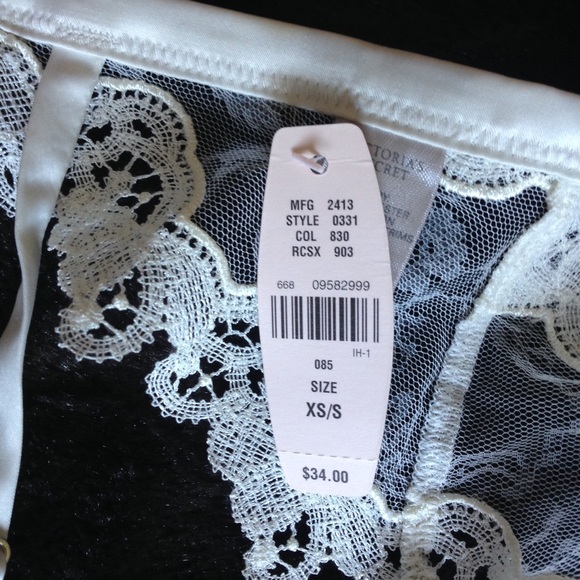 MFG 2413
STYLE 0331
COL 830
RCSX 903
668 09582999
IH-1
085
SIZE
XS/S
$34.00